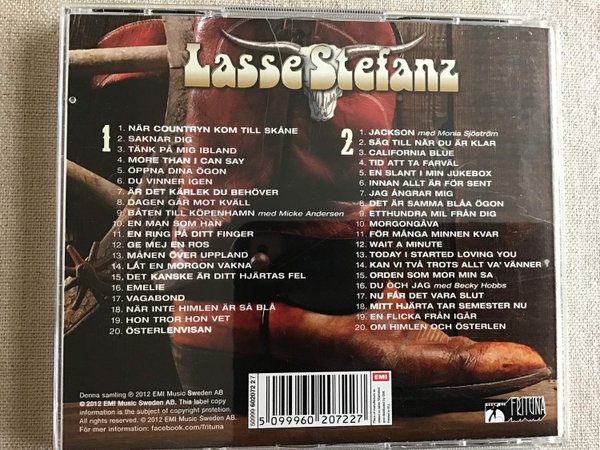 Lasse Stefanz
1
1. NÄR COUNTRYN KOM TILL SKÅNE
2. SAKNAR DIG
3. TÄNK PÅ MIG IBLAND
4. MORE THAN I CAN SAY
5. ÖPPNA DINA ÖGON
6. DU VINNER IGEN
7. ÄR DET KÄRLEK DU BEHÖVER
8. DAGEN GÅR MOT KVÄLL
9. BÅTEN TILL KÖPENHAMN med Micke Andersen
10. EN MAN SOM HAN
11. EN RING PÅ DITT FINGER
12. GE MEJ EN ROS
13. MÅNEN ÖVER UPPLAND
14. LÅT EN MORGON VAKNA
15. DET KANSKE ÄR DITT HJÄRTAS FEL
16. EMELIE
17. VAGABOND
18. NÄR INTE HIMLEN ÄR SÅ BLÅ
19. HON TROR HON VET
20. ÖSTERLENVISAN
2
1. JACKSON med Monia Sjöström
2. SÄG TILL NÄR DU ÄR KLAR
3. CALIFORNIA BLUE
4. TID ATT TA FARVÄL
5. EN SLANT I MIN JUKEBOX
6. INNAN ALLT ÄR FÖR SENT
7. JAG ÅNGRAR MIG
8. DET ÄR SAMMA BLÅA ÖGON
9. ETTHUNDRA MIL FRÅN DIG
10. MORGONGÅVA
11. FÖR MÅNGA MINNEN KVAR
12. WAIT A MINUTE
13. TODAY I STARTED LOVING YOU
14. KAN VI TVÅ TROTS ALLT VA' VÄNNER
15. ORDEN SOM MOR MIN SA
16. DU OCH JAG med Becky Hobbs
17. NU FÅR DET VARA SLUT
18. MITT HJÄRTA TAR SEMESTER NU
19. EN FLICKA FRÅN IGÅR
20. OM HIMLEN OCH ÖSTERLEN
Denna samling ℗ 2012 EMI Music Sweden AB
© 2012 EMI Music Sweden AB. This label copy
information is the subject of copyright protetion.
All rights reserved. © 2012 EMI Music Sweden AB.
För mer information: facebook.com/frituna
50999 602072 2 7
5 099960 207227
EMI
FRITUNA